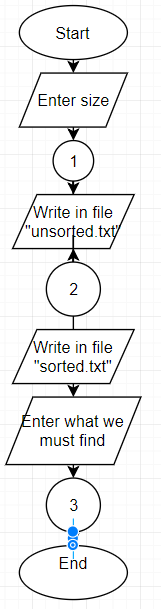 Start
Enter size
1
Write in file
"unsorted.txt"
2
Write in file
"sorted.txt"
Enter what we
must find
3
End